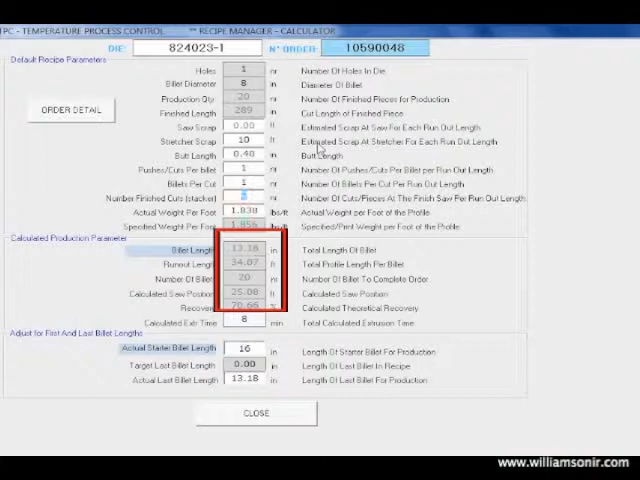 TPC - TEMPERATURE PROCESS CONTROL ** RECIPE MANAGER - CALCULATOR
DIE: 824023-1 N° ORDER: 10590048
Default Recipe Parameters
Holes 1 nr Number Of Holes In Die
Billet Diameter 8 in Diameter Of Billet
Production Qty 20 nr Number Of Finished Pieces for Production
ORDER DETAIL
Finished Length 289 in Cut Length of Finished Piece
Saw Scrap 0.00 ft Estimated Scrap At Saw For Each Run Out Length
Stretcher Scrap 10 ft Estimated Scrap At Stretcher For Each Run Out Length
Butt Length 0.40 in Butt Length
Pushes/Cuts Per billet 1 nr Number Of Pushes/Cuts Per Billet per Run Out Length
Billets Per Cut 1 nr Number Of Billets Per Cut Per Run Out Length
Number Finished Cuts (stacker) nr Number Of Cuts/Pieces At The Finish Saw Per Run Out Length
Actual Weight Per Foot 1.838 lbs/ft Actual Weight per Foot of the Profile
Specified Weight Per Foot 1.856 lbs/ft Specified/Print Weight per Foot of the Profile
Calculated Production Parameter
Billet Length 13.18 in Total Length Of Billet
Runout Length 34.07 ft Total Profile Length Per Billet
Number Of Billet 20 nr Number Of Billet To Complete Order
Calculated Saw Position 25.08 ft Calculated Saw Position
Recovery 70.66 % Calculated Theoretical Recovery
Calculated Extr Time 8 min Total Calculated Extrusion Time
Adjust for First And Last Billet Lengths
Actual Starter Billet Length 16 in Length Of Starter Billet For Production
Target Last Billet Length 0.00 in Length Of Last Billet In Recipe
Actual Last Billet Length 13.18 in Length Of Last Billet For Production
CLOSE
www.williamsonir.com